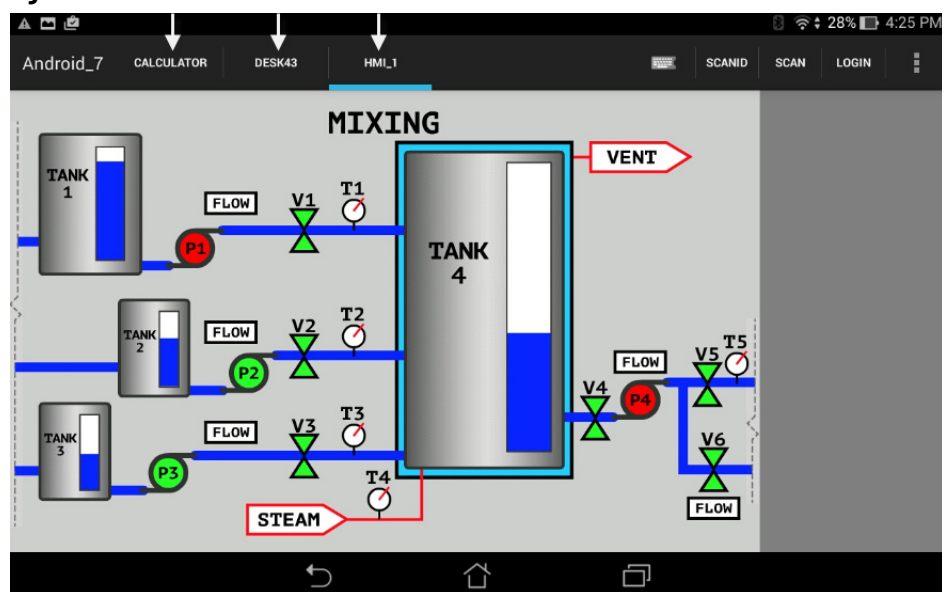 28% 4:25 PM
Android_7 CALCULATOR DESK43 HMI_1 SCANID SCAN LOGIN
MIXING
VENT
TANK
1
FLOW
V1
T1
P1
TANK
4
TANK
2
FLOW
V2
T2
P2
FLOW
V5
T5
V4
P4
TANK
3
FLOW
V3
T3
P3
V6
T4
STEAM
FLOW